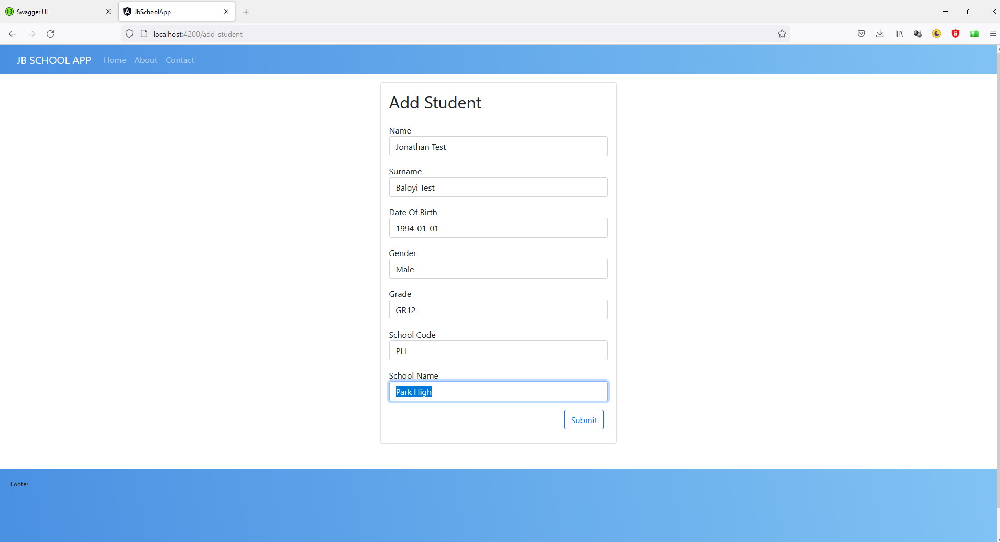 Swagger UI
JbSchoolApp
localhost:4200/add-student
JB SCHOOL APP Home About Contact
Add Student
Name
Jonathan Test
Surname
Baloyi Test
Date Of Birth
1994-01-01
Gender
Male
Grade
GR12
School Code
PH
School Name
Park High
Submit
Footer